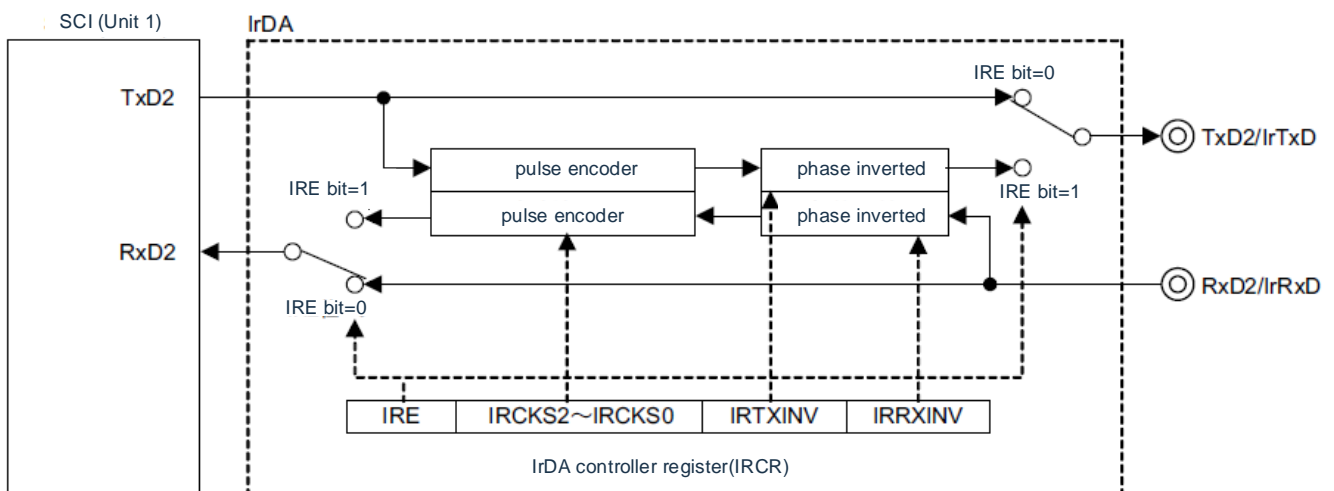 SCI (Unit 1)
IrDA
IRE bit=0
TxD2
TxD2/IrTxD
pulse encoder
phase inverted
IRE bit=1
IRE bit=1
pulse encoder
phase inverted
RxD2
RxD2/IrRxD
IRE bit=0
IRE
IRCKS2～IRCKS0
IRTXINV
IRRXINV
IrDA controller register(IRCR)